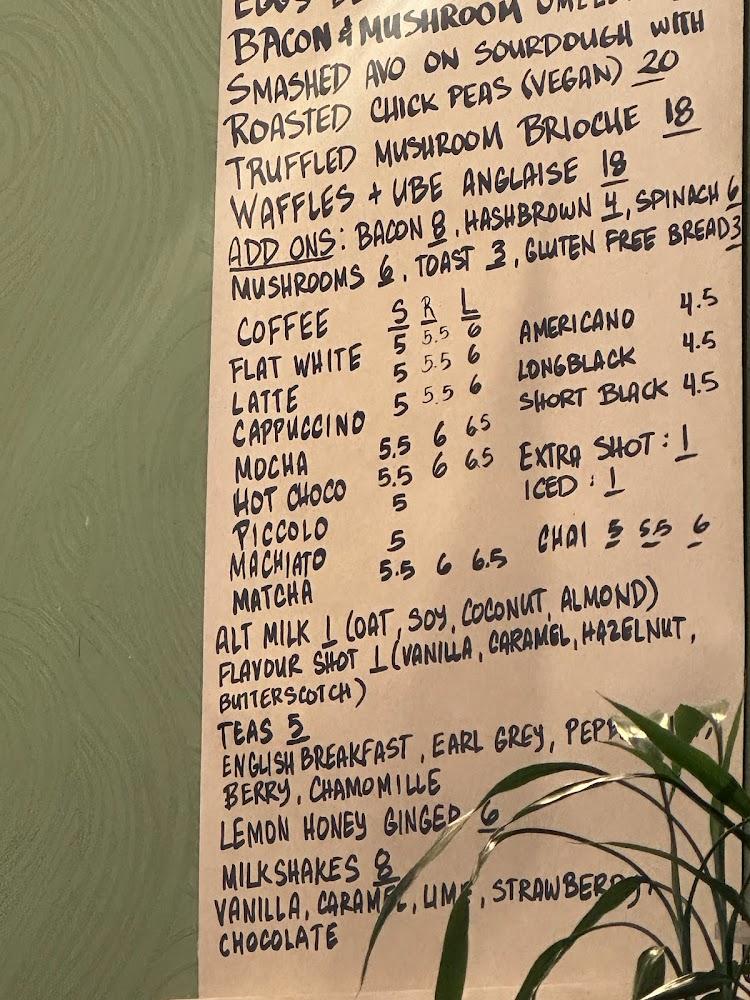 BACON & MUSHROOM
SMASHED AVO ON SOURDOUGH WITH
ROASTED CHICK PEAS (VEGAN) 20
TRUFFLED MUSHROOM BRIOCHE 18
WAFFLES + UBE ANGLAISE 18
ADD ONS: BACON 8, HASHBROWN 4, SPINACH 6
MUSHROOMS 6, TOAST 3, GLUTEN FREE BREAD 3
COFFEE S R L
FLAT WHITE 5 5.5 6
LATTE 5 5.5 6
CAPPUCCINO 5 5.5 6
MOCHA 5.5 6 6.5
HOT CHOCO 5.5 6 6.5
PICCOLO 5
MACHIATO 5
MATCHA 5.5 6 6.5
AMERICANO 4.5
LONGBLACK 4.5
SHORT BLACK 4.5
EXTRA SHOT: 1
ICED: 1
CHAI 5 5.5 6
ALT MILK 1 (OAT, SOY, COCONUT, ALMOND)
FLAVOUR SHOT 1 (VANILLA, CARAMEL, HAZELNUT,
BUTTERSCOTCH)
TEAS 5
ENGLISH BREAKFAST, EARL GREY,
BERRY, CHAMOMILLE
LEMON HONEY GINGER 6
MILKSHAKES 8
VANILLA, CARAMEL, LIME, STRAWBERRY
CHOCOLATE